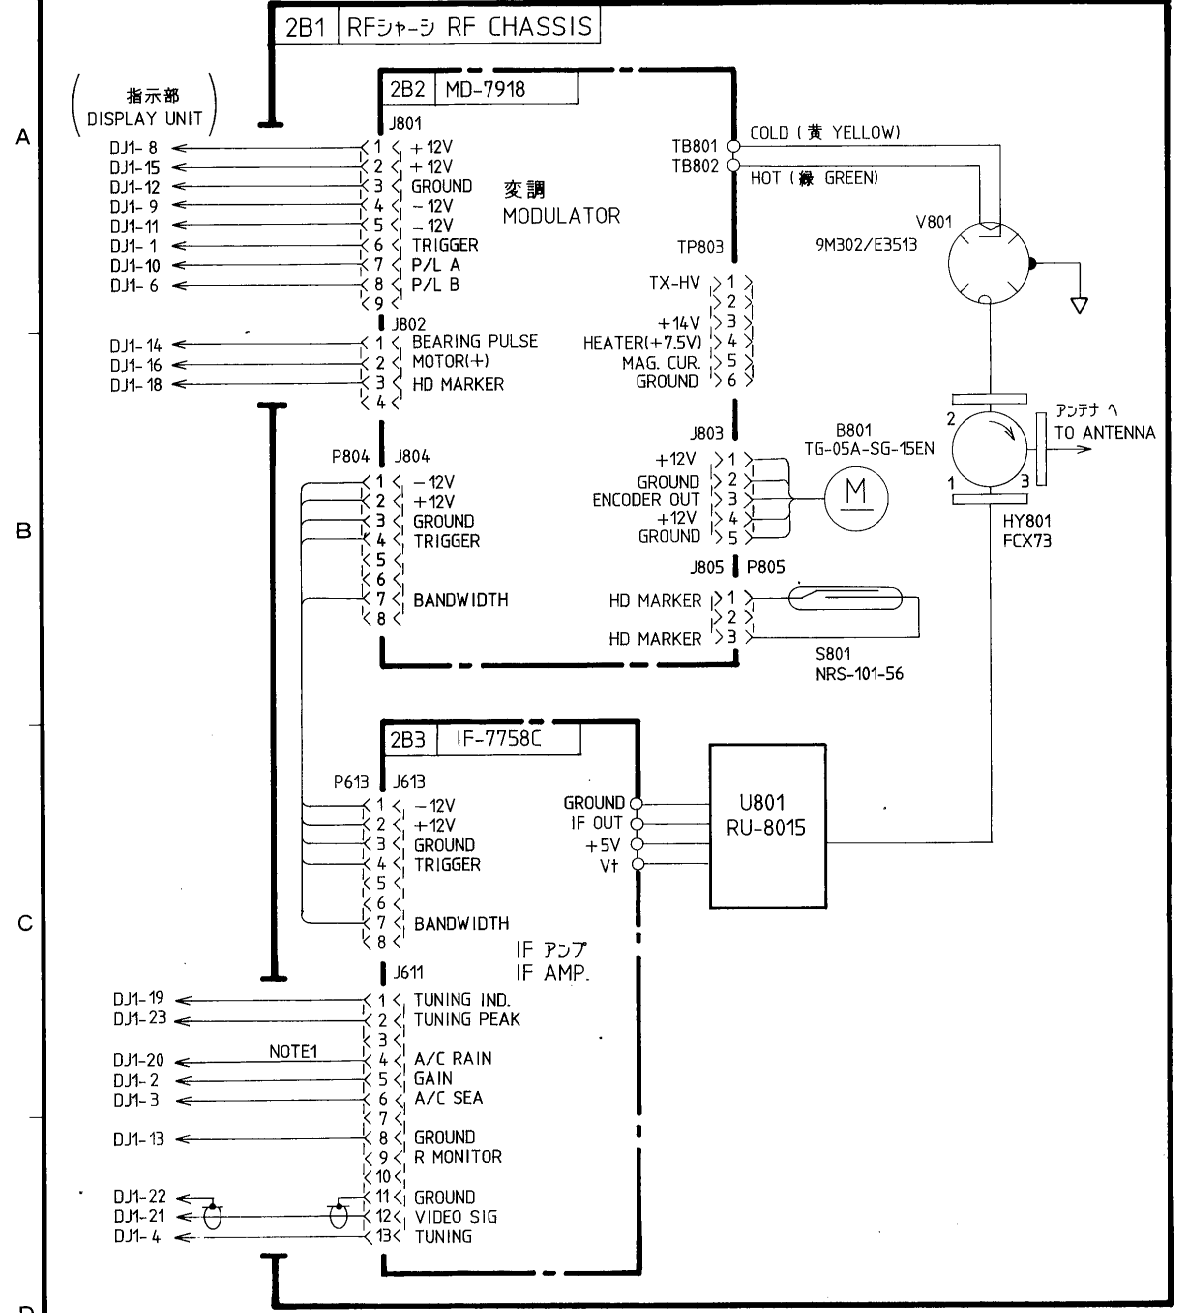 2B1 RFシャーシ RF CHASSIS
指示部
DISPLAY UNIT
2B2 MD-7918
A
J801
DJ1- 8 1 +12V
DJ1-15 2 +12V
DJ1-12 3 GROUND
DJ1- 9 4 -12V
DJ1-11 5 -12V
DJ1- 1 6 TRIGGER
DJ1-10 7 P/L A
DJ1- 6 8 P/L B
9
変調
MODULATOR
TB801 COLD (黄 YELLOW)
TB802 HOT (緑 GREEN)
V801
9M302/E3513
TP803
TX-HV 1
2
+14V 3
HEATER(+7.5V) 4
MAG. CUR. 5
GROUND 6
J802
DJ1-14 1 BEARING PULSE
DJ1-16 2 MOTOR(+)
DJ1-18 3 HD MARKER
4
2
アンテナ ヘ
TO ANTENNA
1 3
HY801
FCX73
J803
+12V 1
GROUND 2
ENCODER OUT 3
+12V 4
GROUND 5
B801
TG-05A-SG-15EN
M
B
P804 J804
1 -12V
2 +12V
3 GROUND
4 TRIGGER
5
6
7 BANDWIDTH
8
J805 P805
HD MARKER 1
2
HD MARKER 3
S801
NRS-101-56
2B3 IF-7758C
P613 J613
1 -12V
2 +12V
3 GROUND
4 TRIGGER
5
6
7 BANDWIDTH
8
GROUND
IF OUT
+5V
Vt
U801
RU-8015
C
IF アンプ
IF AMP.
J611
DJ1-19 1 TUNING IND.
DJ1-23 2 TUNING PEAK
3
DJ1-20 NOTE1 4 A/C RAIN
DJ1- 2 5 GAIN
DJ1- 3 6 A/C SEA
7
DJ1-13 8 GROUND
9 R MONITOR
10
DJ1-22 11 GROUND
DJ1-21 12 VIDEO SIG
DJ1- 4 13 TUNING
D